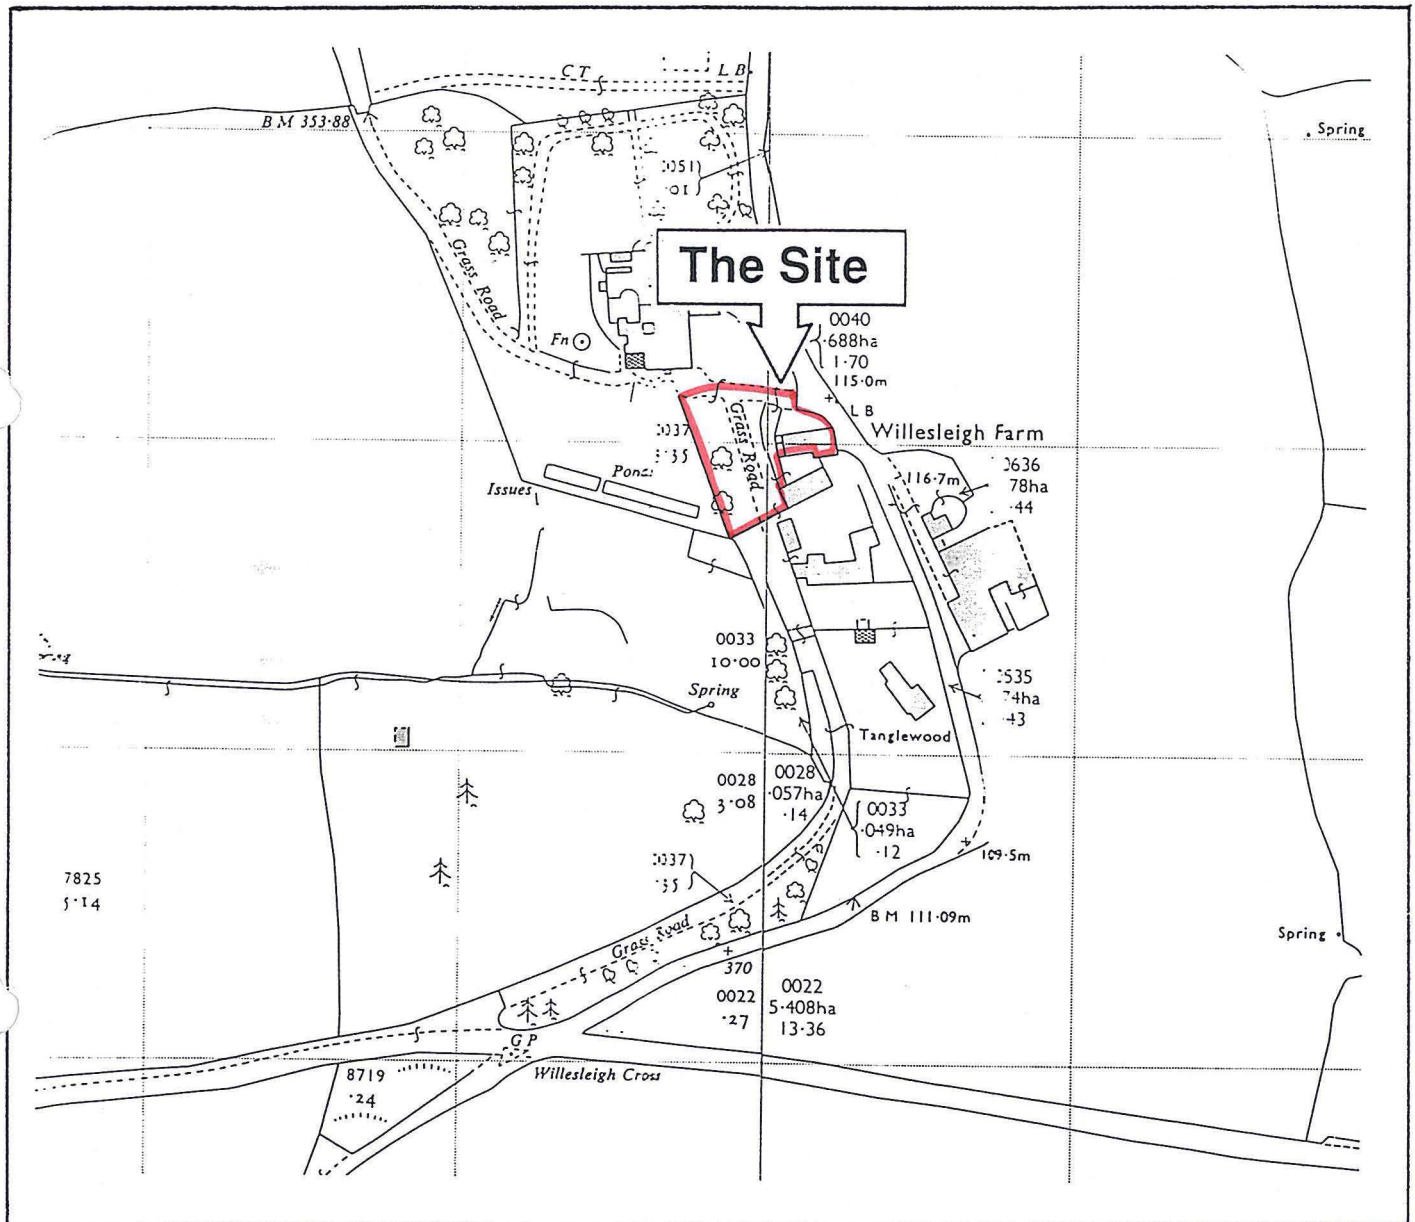 C T
L B
B M 353·88
Spring
Grass Road
The Site
Fn
0040
·688ha
1·70
115·0m
L B
Willesleigh Farm
Grass Road
Issues
116·7m
78ha
·44
0033
10·00
Spring
Tanglewood
0028
3·08
0028
·057ha
·14
0033
·049ha
·12
109·5m
7825
5·14
B M 111·09m
Grass Road
370
Spring
0022
·27
0022
5·408ha
13·36
G P
Willesleigh Cross
8719
·24